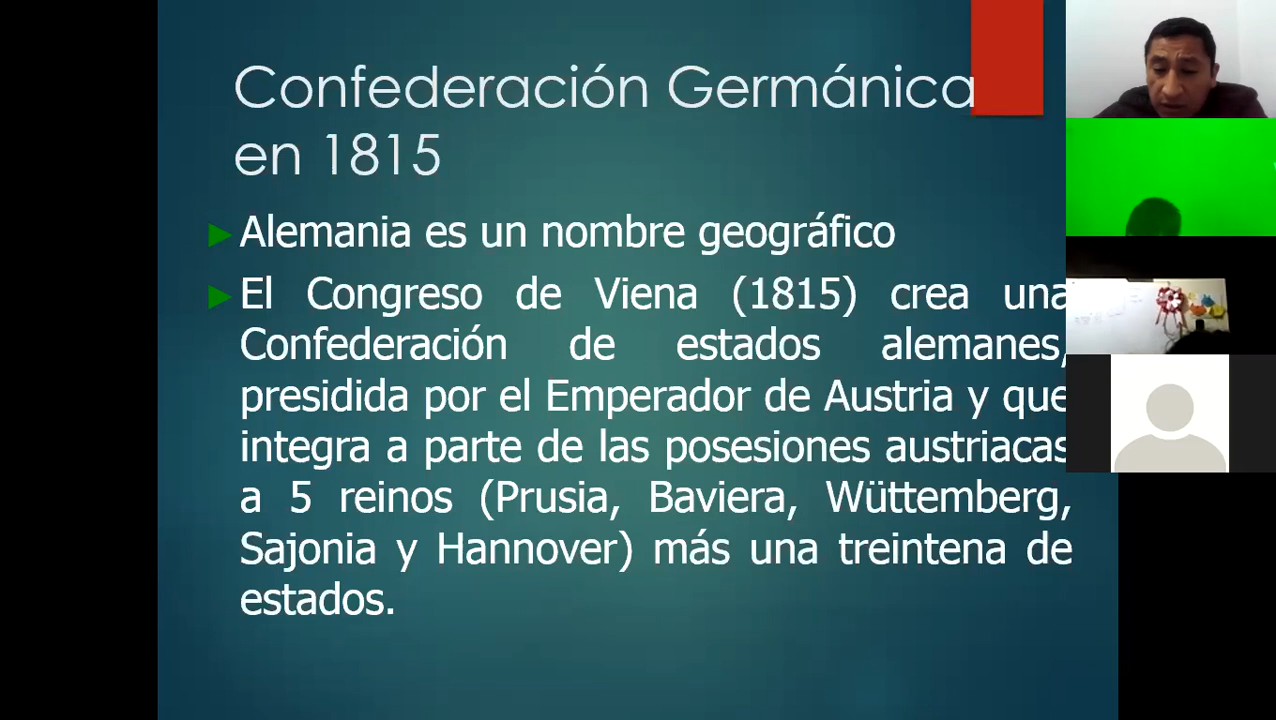 Confederación Germánica
en 1815
Alemania es un nombre geográfico
El Congreso de Viena (1815) crea una
Confederación de estados alemanes,
presidida por el Emperador de Austria y que
integra a parte de las posesiones austriacas
a 5 reinos (Prusia, Baviera, Wüttemberg,
Sajonia y Hannover) más una treintena de
estados.